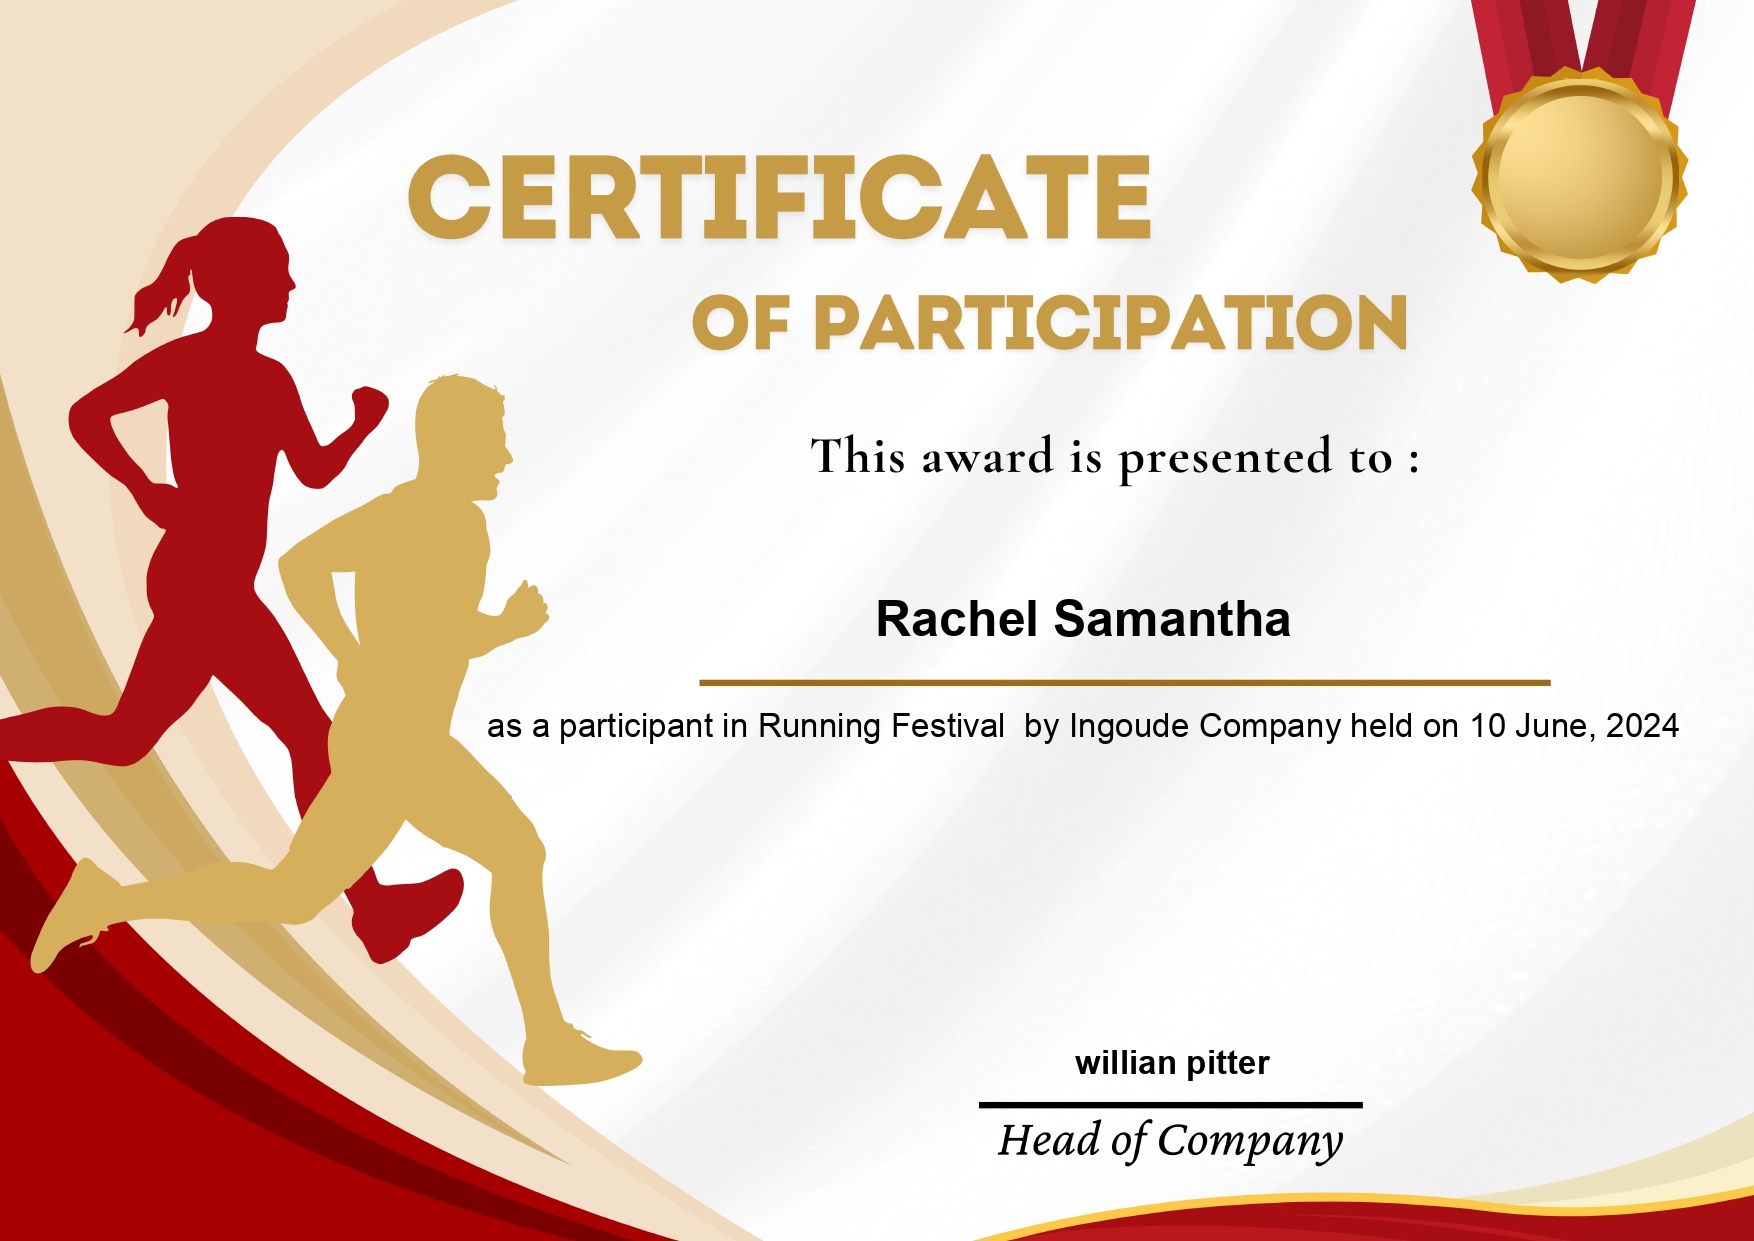 CERTIFICATE
OF PARTICIPATION
This award is presented to :
Rachel Samantha
as a participant in Running Festival  by Ingoude Company held on 10 June, 2024
willian pitter
Head of Company